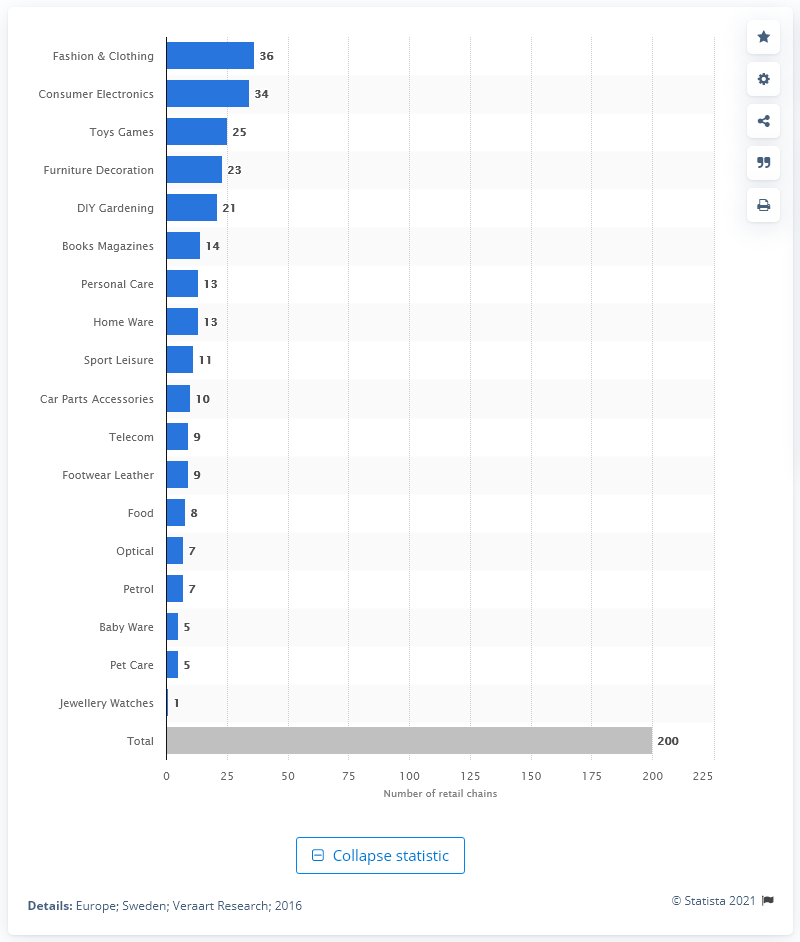 Fashion & Clothing 36
Consumer Electronics 34
Toys Games 25
Furniture Decoration 23
DIY Gardening 21
Books Magazines 14
Personal Care 13
Home Ware 13
Sport Leisure 11
Car Parts Accessories 10
Telecom 9
Footwear Leather 9
Food 8
Optical 7
Petrol 7
Baby Ware 5
Pet Care 5
Jewellery Watches 1
Total 200
0 25 50 75 100 125 150 175 200 225
Number of retail chains
Collapse statistic
Details: Europe; Sweden; Veraart Research; 2016
© Statista 2021